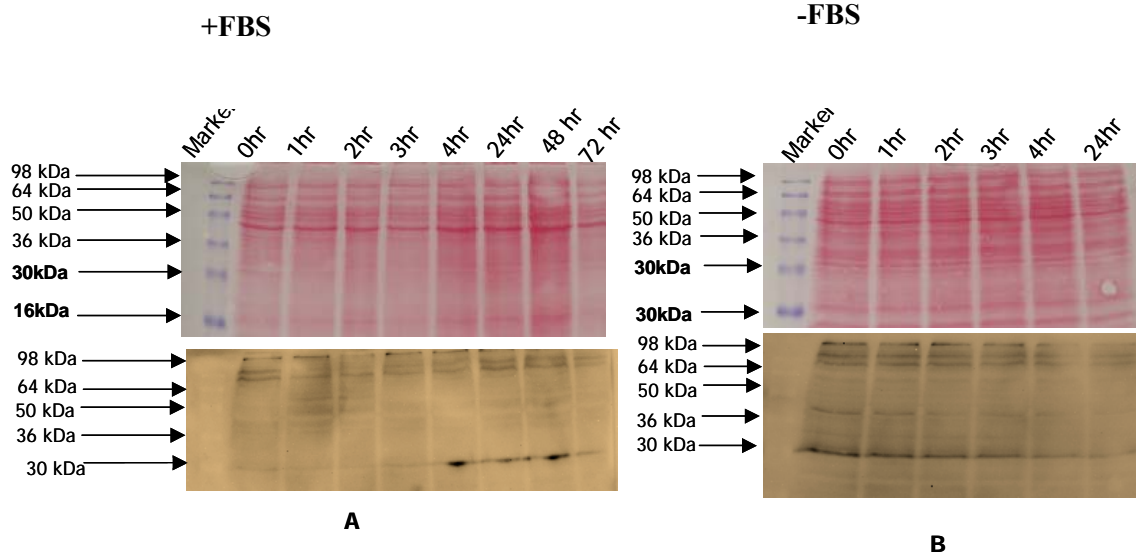 +FBS
-FBS
Marker 0hr 1hr 2hr 3hr 4hr 24hr 48 hr 72 hr
98 kDa
64 kDa
50 kDa
36 kDa
30kDa
16kDa
98 kDa
64 kDa
50 kDa
36 kDa
30 kDa
A
Marker 0hr 1hr 2hr 3hr 4hr 24hr
98 kDa
64 kDa
50 kDa
36 kDa
30kDa
30kDa
98 kDa
64 kDa
50 kDa
36 kDa
30 kDa
B